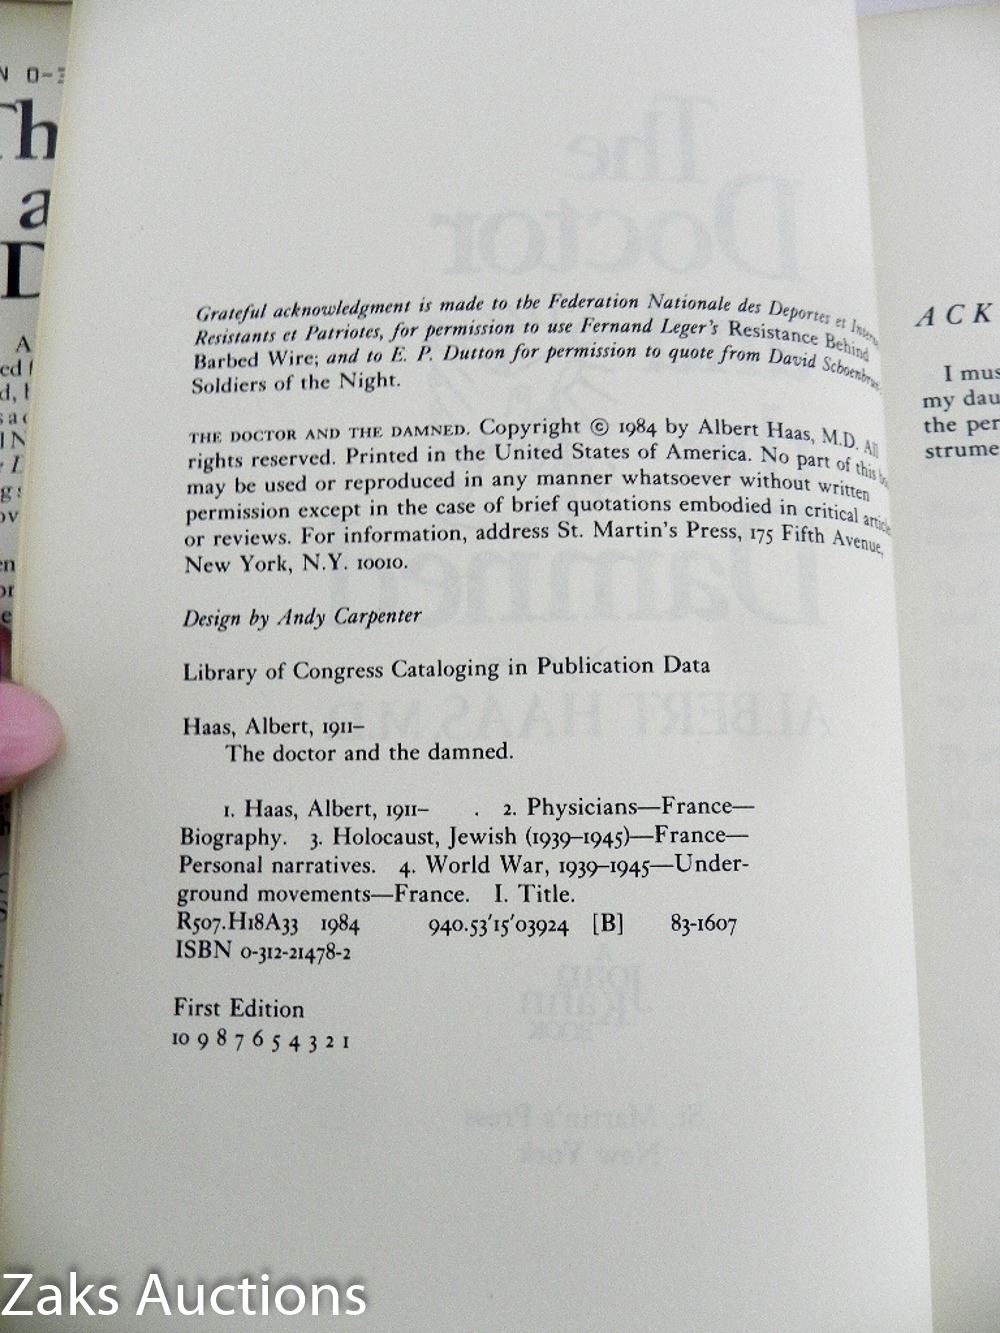 Grateful acknowledgment is made to the Federation Nationale des Deportes et
Resistants et Patriotes, for permission to use Fernand Leger's Resistance Behind
Barbed Wire; and to E. P. Dutton for permission to quote from David Schoenbrun,
Soldiers of the Night.
THE DOCTOR AND THE DAMNED. Copyright © 1984 by Albert Haas, M.D. All
rights reserved. Printed in the United States of America. No part of this
may be used or reproduced in any manner whatsoever without written
permission except in the case of brief quotations embodied in critical
or reviews. For information, address St. Martin's Press, 175 Fifth Avenue,
New York, N.Y. 10010.
Design by Andy Carpenter
Library of Congress Cataloging in Publication Data
Haas, Albert, 1911–
The doctor and the damned.
1. Haas, Albert, 1911– . 2. Physicians—France—
Biography. 3. Holocaust, Jewish (1939–1945)—France—
Personal narratives. 4. World War, 1939–1945—Under-
ground movements—France. I. Title.
R507.H18A33 1984 940.53'15'03924 [B] 83-1607
ISBN 0-312-21478-2
First Edition
10 9 8 7 6 5 4 3 2 1
ACK
I mus
my dau
the per
strume
Zaks Auctions